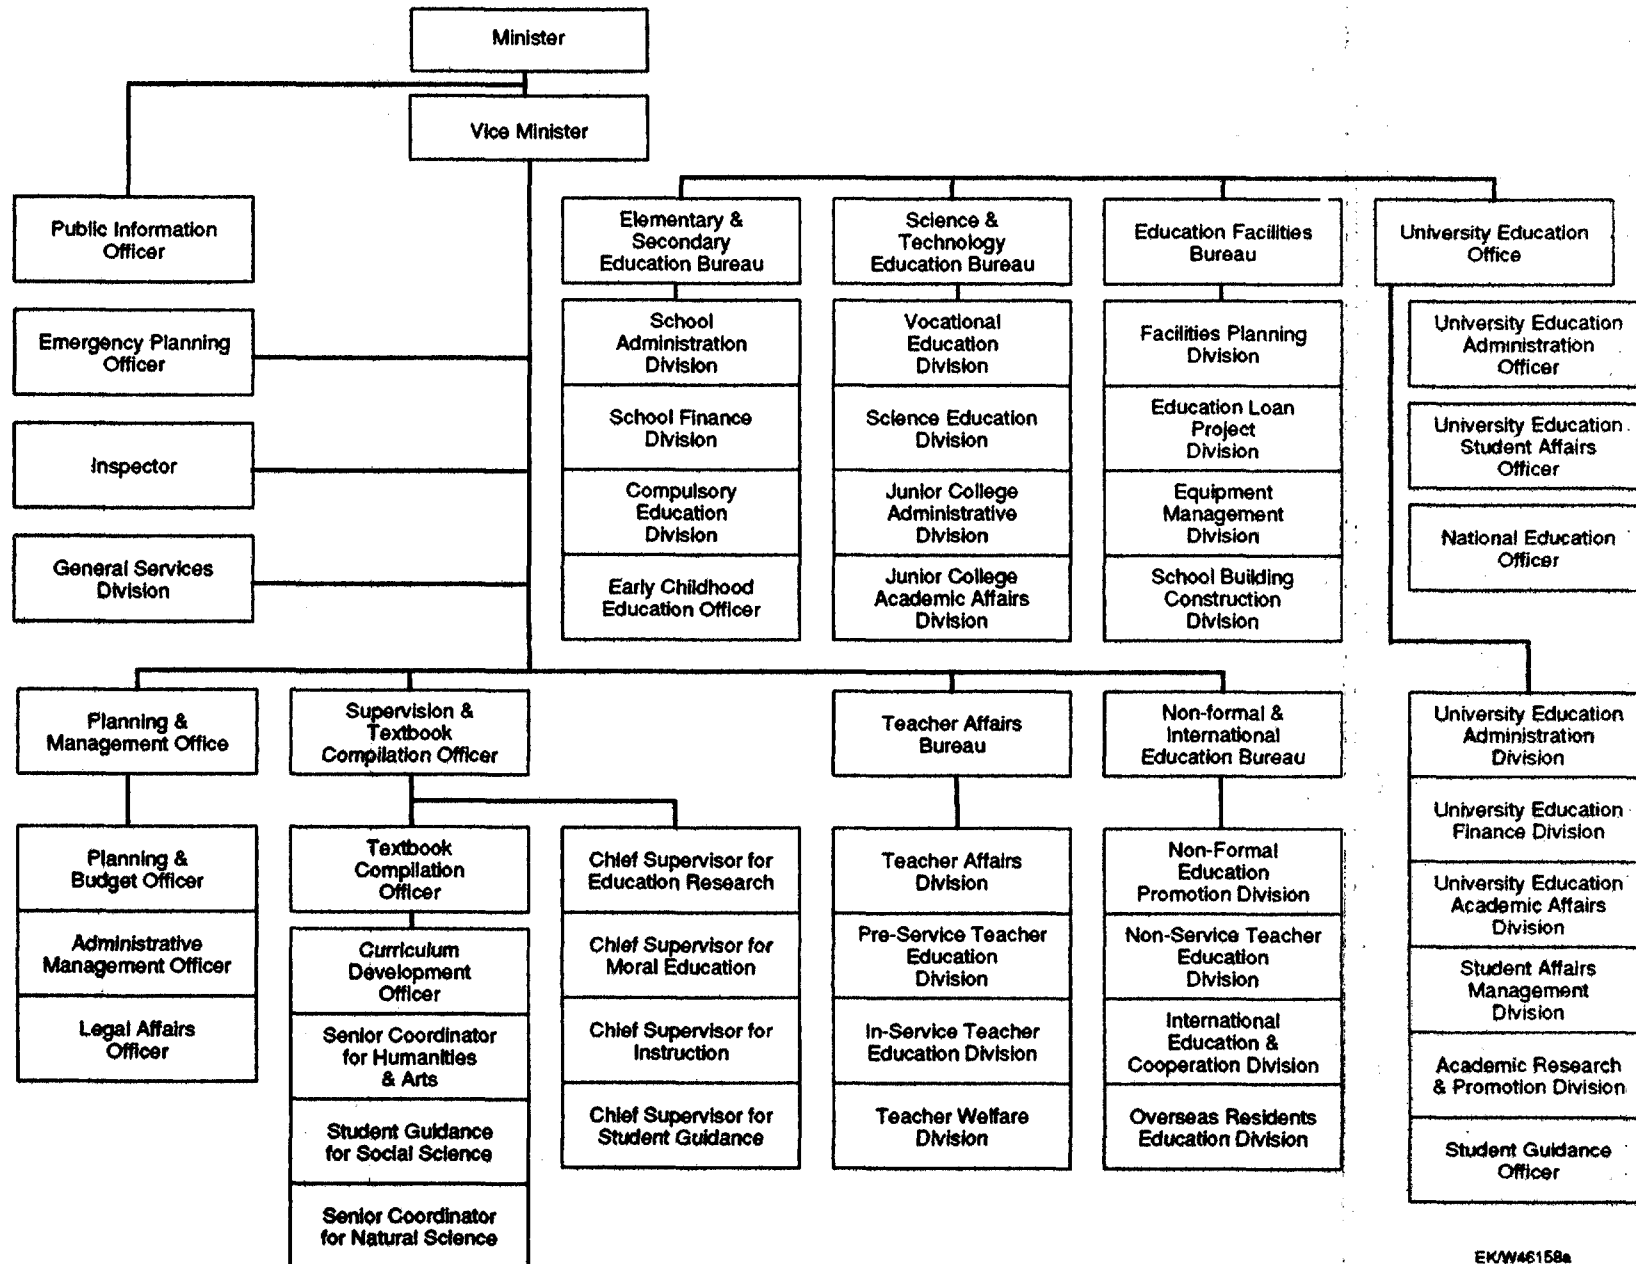 Minister
Vice Minister
Public Information
Officer
Emergency Planning
Officer
Inspector
General Services
Division
Elementary &
Secondary
Education Bureau
School
Administration
Division
School Finance
Division
Compulsory
Education
Division
Early Childhood
Education Officer
Science &
Technology
Education Bureau
Vocational
Education
Division
Science Education
Division
Junior College
Administrative
Division
Junior College
Academic Affairs
Division
Education Facilities
Bureau
Facilities Planning
Division
Education Loan
Project
Division
Equipment
Management
Division
School Building
Construction
Division
University Education
Office
University Education
Administration
Officer
University Education
Student Affairs
Officer
National Education
Officer
Planning &
Management Office
Planning &
Budget Officer
Administrative
Management Officer
Legal Affairs
Officer
Supervision &
Textbook
Compilation Officer
Textbook
Compilation
Officer
Curriculum
Development
Officer
Senior Coordinator
for Humanities
& Arts
Student Guidance
for Social Science
Senior Coordinator
for Natural Science
Chief Supervisor for
Education Research
Chief Supervisor for
Moral Education
Chief Supervisor for
Instruction
Chief Supervisor for
Student Guidance
Teacher Affairs
Bureau
Teacher Affairs
Division
Pre-Service Teacher
Education
Division
In-Service Teacher
Education Division
Teacher Welfare
Division
Non-formal &
International
Education Bureau
Non-Formal
Education
Promotion Division
Non-Service Teacher
Education
Division
International
Education &
Cooperation Division
Overseas Residents
Education Division
University Education
Administration
Division
University Education
Finance Division
University Education
Academic Affairs
Division
Student Affairs
Management
Division
Academic Research
& Promotion Division
Student Guidance
Officer
EK/W46158a